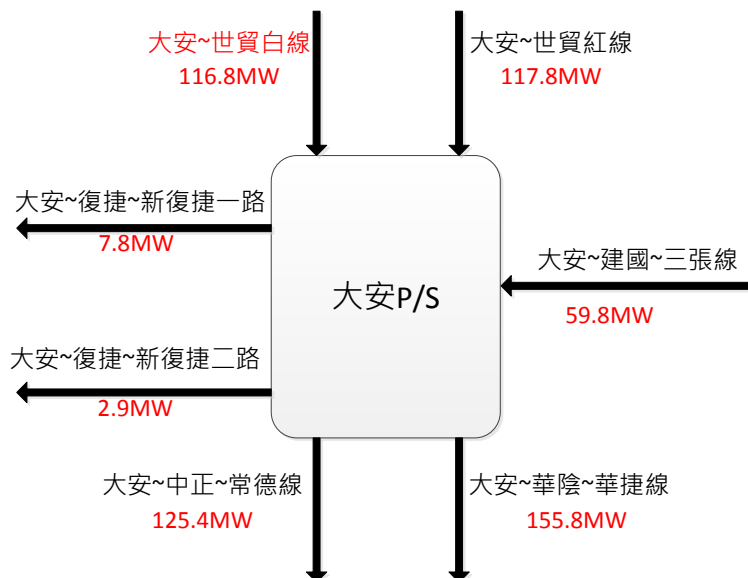 大安~世貿白線
116.8MW
大安~世貿紅線
117.8MW
大安~復捷~新復捷一路
7.8MW
大安~建國~三張線
59.8MW
大安P/S
大安~復捷~新復捷二路
2.9MW
大安~中正~常德線
125.4MW
大安~華陰~華捷線
155.8MW